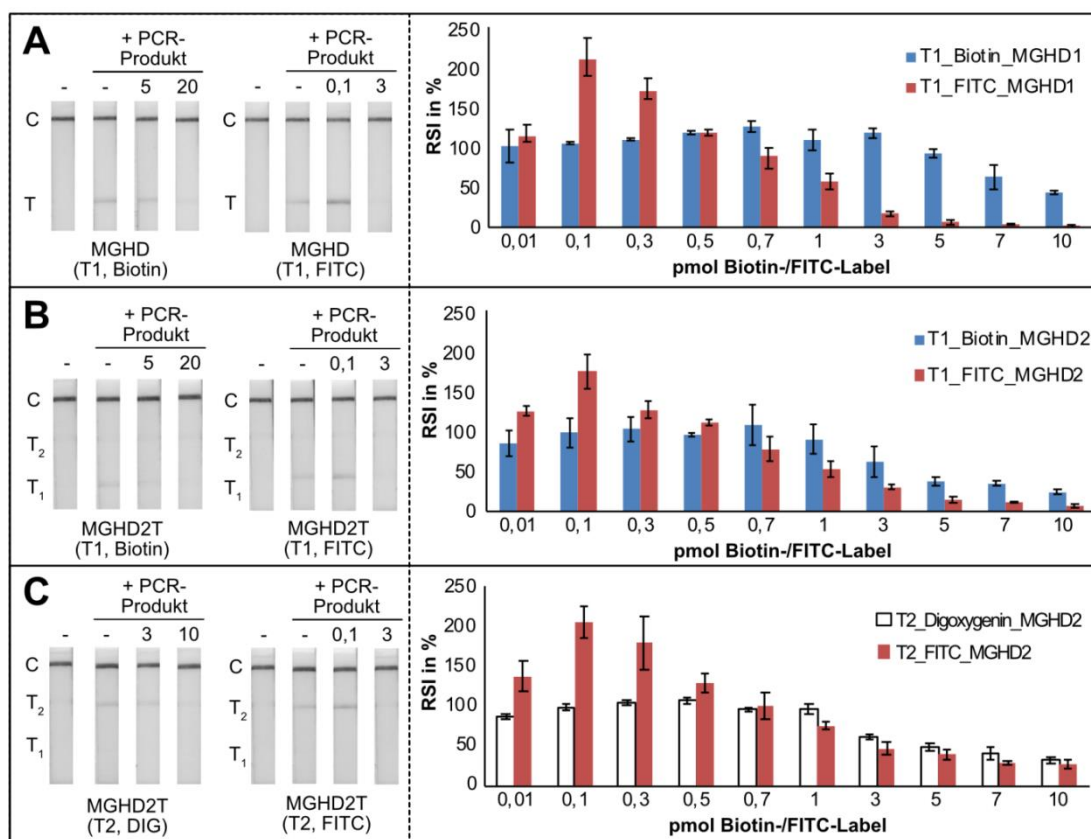 A
+ PCR-
Produkt
- - 5 20
C
T
MGHD
(T1, Biotin)
+ PCR-
Produkt
- - 0,1 3
C
T
MGHD
(T1, FITC)
RSI in %
250
200
150
100
50
0
T1_Biotin_MGHD1
T1_FITC_MGHD1
0,01 0,1 0,3 0,5 0,7 1 3 5 7 10
pmol Biotin-/FITC-Label
B
+ PCR-
Produkt
- - 5 20
C
T2
T1
MGHD2T
(T1, Biotin)
+ PCR-
Produkt
- - 0,1 3
C
T2
T1
MGHD2T
(T1, FITC)
RSI in %
250
200
150
100
50
0
T1_Biotin_MGHD2
T1_FITC_MGHD2
0,01 0,1 0,3 0,5 0,7 1 3 5 7 10
pmol Biotin-/FITC-Label
C
+ PCR-
Produkt
- - 3 10
C
T2
T1
MGHD2T
(T2, DIG)
+ PCR-
Produkt
- - 0,1 3
C
T2
T1
MGHD2T
(T2, FITC)
RSI in %
250
200
150
100
50
0
T2_Digoxygenin_MGHD2
T2_FITC_MGHD2
0,01 0,1 0,3 0,5 0,7 1 3 5 7 10
pmol Biotin-/FITC-Label